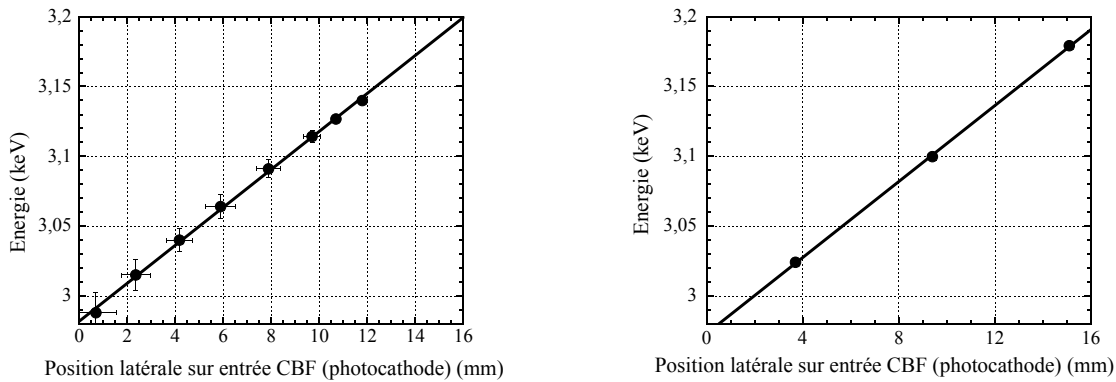 3,2
3,15
3,1
3,05
3
0 2 4 6 8 10 12 14 16
Energie (keV)
Position latérale sur entrée CBF (photocathode) (mm)
3,2
3,15
3,1
3,05
3
0 4 8 12 16
Energie (keV)
Position latérale sur entrée CBF (photocathode) (mm)